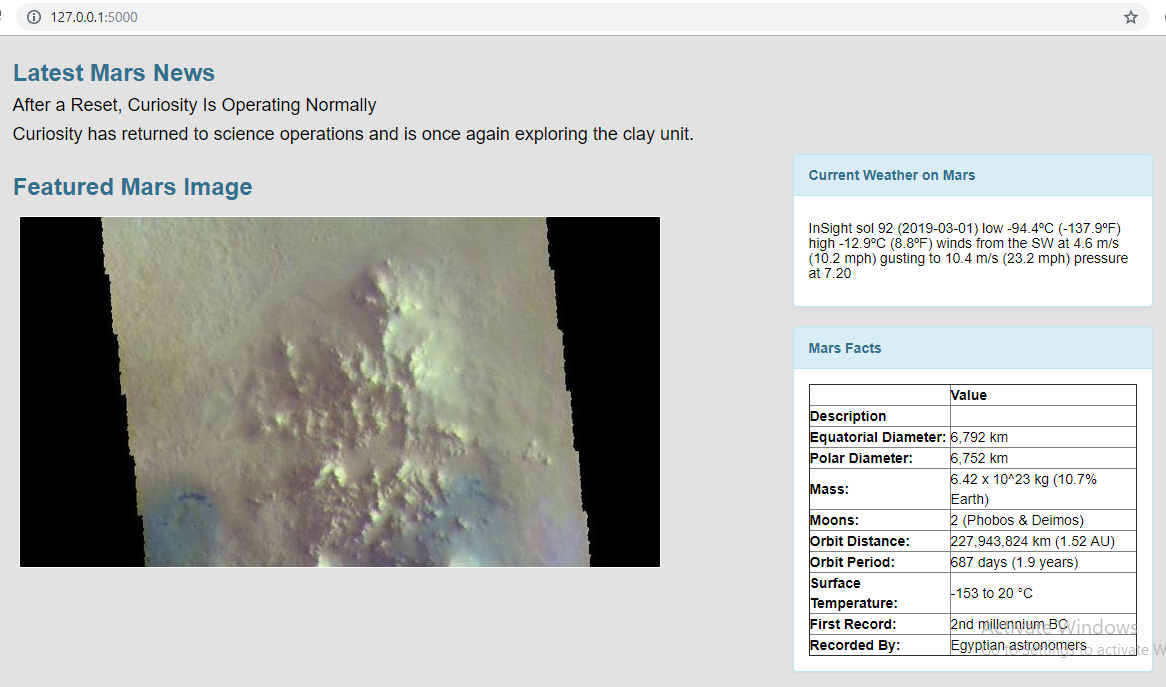 127.0.0.1:5000
Latest Mars News
After a Reset, Curiosity Is Operating Normally
Curiosity has returned to science operations and is once again exploring the clay unit.
Featured Mars Image
Current Weather on Mars
InSight sol 92 (2019-03-01) low -94.4ºC (-137.9ºF)
high -12.9ºC (8.8ºF) winds from the SW at 4.6 m/s
(10.2 mph) gusting to 10.4 m/s (23.2 mph) pressure
at 7.20
Mars Facts
Value
Description
Equatorial Diameter: 6,792 km
Polar Diameter: 6,752 km
Mass: 6.42 x 10^23 kg (10.7%
Earth)
Moons: 2 (Phobos & Deimos)
Orbit Distance: 227,943,824 km (1.52 AU)
Orbit Period: 687 days (1.9 years)
Surface
Temperature: -153 to 20 °C
First Record: 2nd millennium BC
Recorded By: Egyptian astronomers
Activate Windows
Go to Settings to activate W